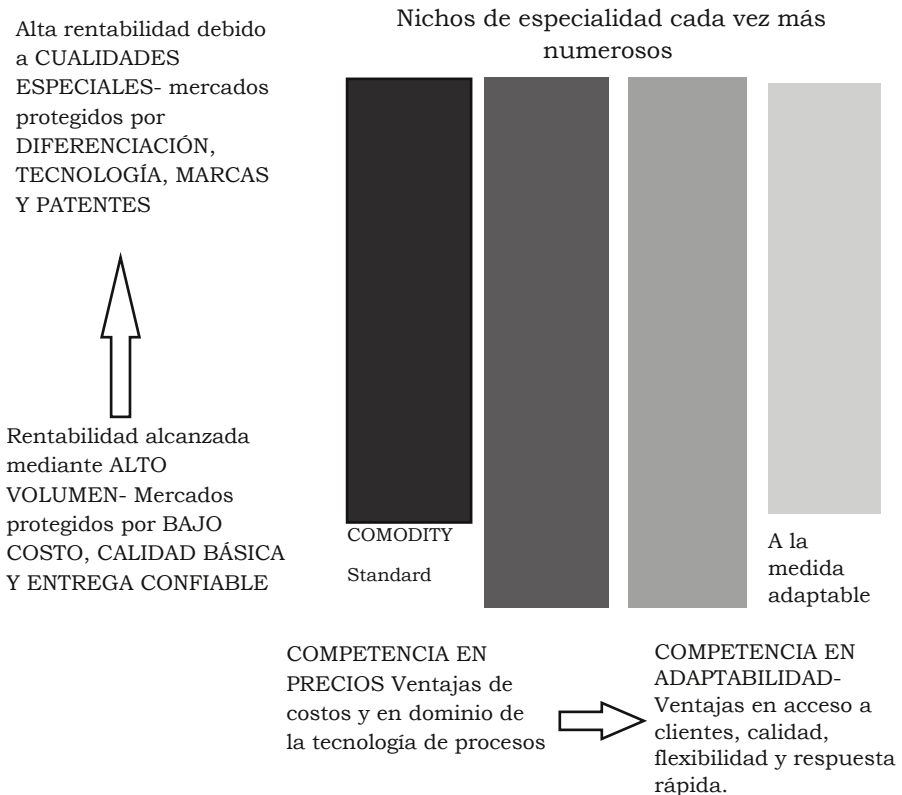 Alta rentabilidad debido
a CUALIDADES
ESPECIALES- mercados
protegidos por
DIFERENCIACIÓN,
TECNOLOGÍA, MARCAS
Y PATENTES
Nichos de especialidad cada vez más
numerosos
Rentabilidad alcanzada
mediante ALTO
VOLUMEN- Mercados
protegidos por BAJO
COSTO, CALIDAD BÁSICA
Y ENTREGA CONFIABLE
COMODITY
Standard
A la
medida
adaptable
COMPETENCIA EN
PRECIOS Ventajas de
costos y en dominio de
la tecnología de procesos
COMPETENCIA EN
ADAPTABILIDAD-
Ventajas en acceso a
clientes, calidad,
flexibilidad y respuesta
rápida.